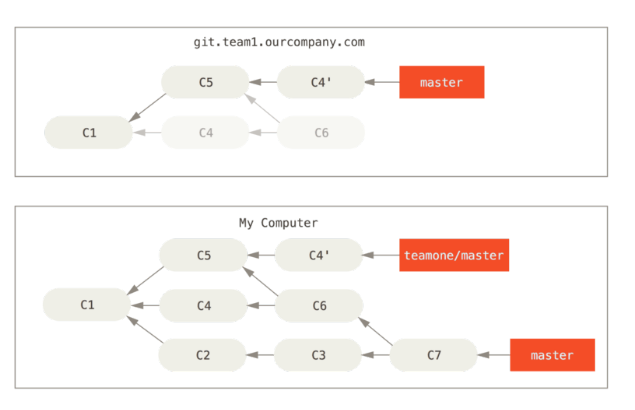 git.team1.ourcompany.com
C5 C4' master
C1 C4 C6
My Computer
C5 C4' teamone/master
C1 C4 C6
C2 C3 C7 master